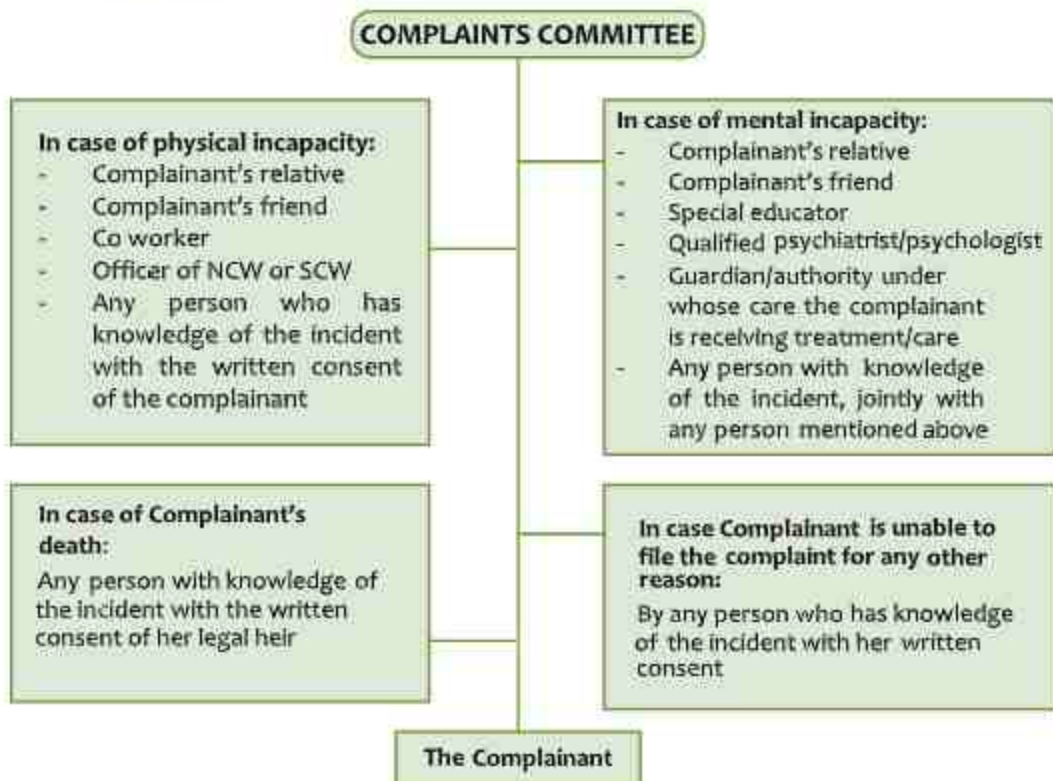 COMPLAINTS COMMITTEE
In case of physical incapacity:
- Complainant's relative
- Complainant's friend
- Co worker
- Officer of NCW or SCW
- Any person who has
knowledge of the incident
with the written consent
of the complainant
In case of mental incapacity:
- Complainant's relative
- Complainant's friend
- Special educator
- Qualified psychiatrist/psychologist
- Guardian/authority under
whose care the complainant
is receiving treatment/care
- Any person with knowledge
of the incident, jointly with
any person mentioned above
In case of Complainant's
death:
Any person with knowledge of
the incident with the written
consent of her legal heir
In case Complainant is unable to
file the complaint for any other
reason:
By any person who has knowledge
of the incident with her written
consent
The Complainant